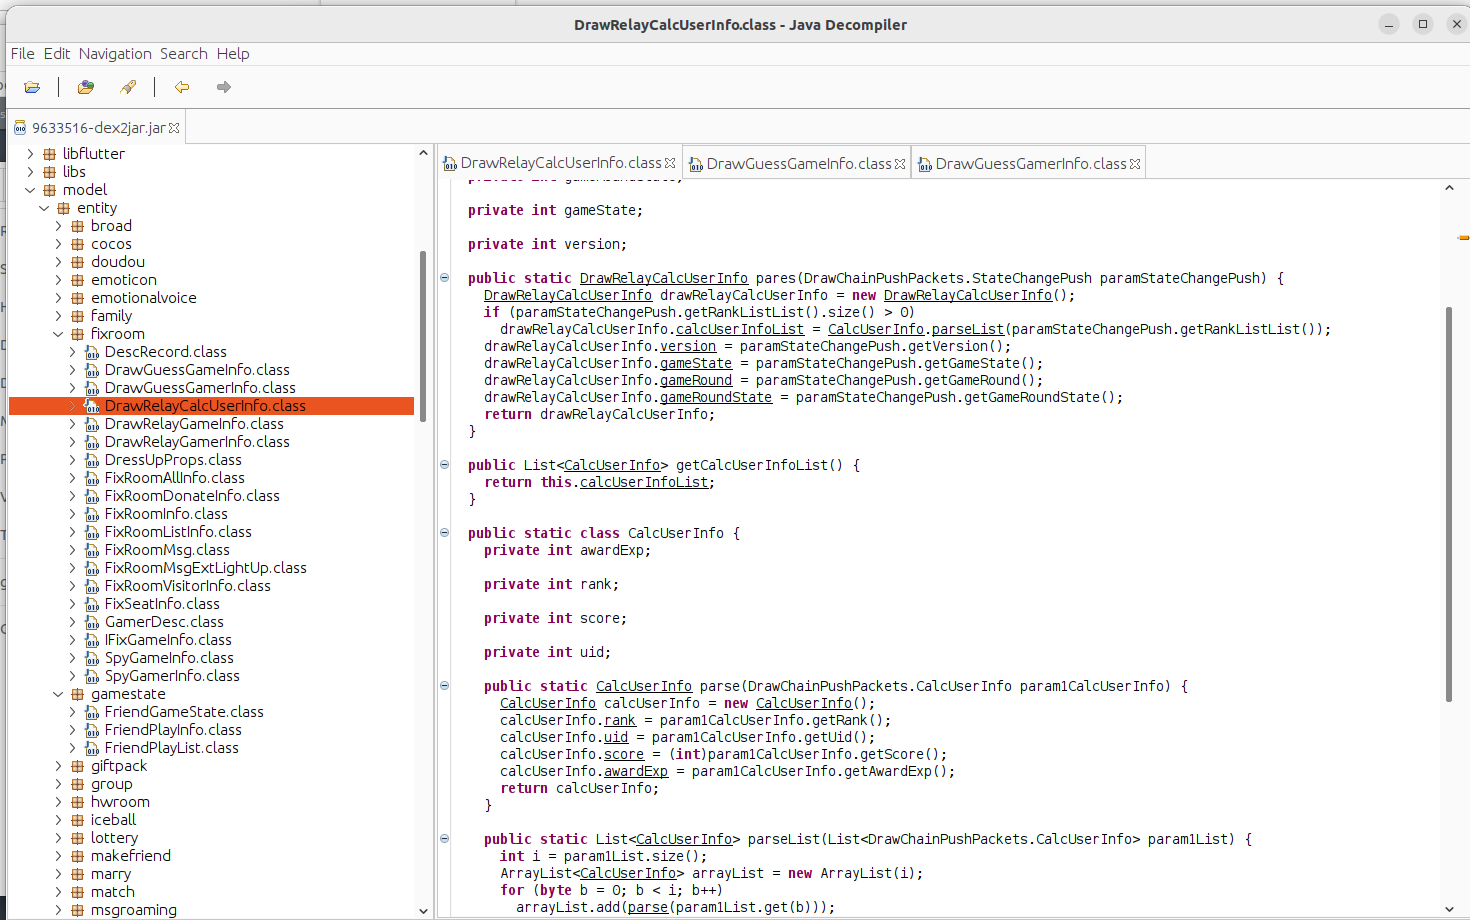 DrawRelayCalcUserInfo.class - Java Decompiler
File Edit Navigation Search Help
9633516-dex2jar.jar
libflutter
libs
model
entity
broad
cocos
doudou
emoticon
emotionalvoice
family
fixroom
DescRecord.class
DrawGuessGameInfo.class
DrawGuessGamerInfo.class
DrawRelayCalcUserInfo.class
DrawRelayGameInfo.class
DrawRelayGamerInfo.class
DressUpProps.class
FixRoomAllInfo.class
FixRoomDonateInfo.class
FixRoomInfo.class
FixRoomListInfo.class
FixRoomMsg.class
FixRoomMsgExtLightUp.class
FixRoomVisitorInfo.class
FixSeatInfo.class
GamerDesc.class
IFixGameInfo.class
SpyGameInfo.class
SpyGamerInfo.class
gamestate
FriendGameState.class
FriendPlayInfo.class
FriendPlayList.class
giftpack
group
hwroom
iceball
lottery
makefriend
marry
match
msgroaming
DrawRelayCalcUserInfo.class DrawGuessGameInfo.class DrawGuessGamerInfo.class
private int gameRoundState;
private int gameState;
private int version;
public static DrawRelayCalcUserInfo pares(DrawChainPushPackets.StateChangePush paramStateChangePush) {
DrawRelayCalcUserInfo drawRelayCalcUserInfo = new DrawRelayCalcUserInfo();
if (paramStateChangePush.getRankListList().size() > 0)
drawRelayCalcUserInfo.calcUserInfoList = CalcUserInfo.parseList(paramStateChangePush.getRankListList());
drawRelayCalcUserInfo.version = paramStateChangePush.getVersion();
drawRelayCalcUserInfo.gameState = paramStateChangePush.getGameState();
drawRelayCalcUserInfo.gameRound = paramStateChangePush.getGameRound();
drawRelayCalcUserInfo.gameRoundState = paramStateChangePush.getGameRoundState();
return drawRelayCalcUserInfo;
}
public List<CalcUserInfo> getCalcUserInfoList() {
return this.calcUserInfoList;
}
public static class CalcUserInfo {
private int awardExp;
private int rank;
private int score;
private int uid;
public static CalcUserInfo parse(DrawChainPushPackets.CalcUserInfo param1CalcUserInfo) {
CalcUserInfo calcUserInfo = new CalcUserInfo();
calcUserInfo.rank = param1CalcUserInfo.getRank();
calcUserInfo.uid = param1CalcUserInfo.getUid();
calcUserInfo.score = (int)param1CalcUserInfo.getScore();
calcUserInfo.awardExp = param1CalcUserInfo.getAwardExp();
return calcUserInfo;
}
public static List<CalcUserInfo> parseList(List<DrawChainPushPackets.CalcUserInfo> param1List) {
int i = param1List.size();
ArrayList<CalcUserInfo> arrayList = new ArrayList(i);
for (byte b = 0; b < i; b++)
arrayList.add(parse(param1List.get(b)));